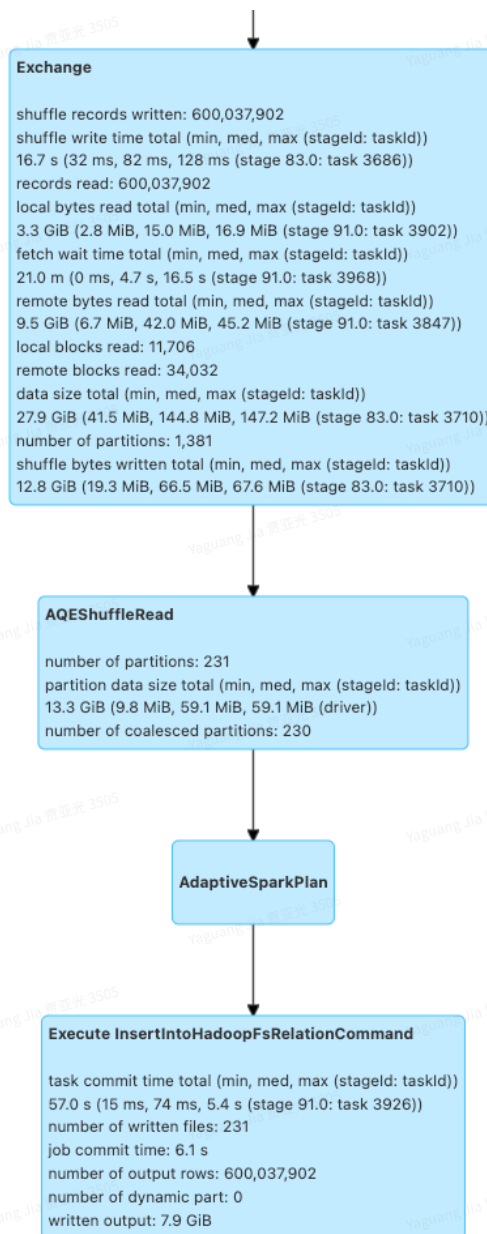 Exchange
shuffle records written: 600,037,902
shuffle write time total (min, med, max (stageId: taskId))
16.7 s (32 ms, 82 ms, 128 ms (stage 83.0: task 3686))
records read: 600,037,902
local bytes read total (min, med, max (stageId: taskId))
3.3 GiB (2.8 MiB, 15.0 MiB, 16.9 MiB (stage 91.0: task 3902))
fetch wait time total (min, med, max (stageId: taskId))
21.0 m (0 ms, 4.7 s, 16.5 s (stage 91.0: task 3968))
remote bytes read total (min, med, max (stageId: taskId))
9.5 GiB (6.7 MiB, 42.0 MiB, 45.2 MiB (stage 91.0: task 3847))
local blocks read: 11,706
remote blocks read: 34,032
data size total (min, med, max (stageId: taskId))
27.9 GiB (41.5 MiB, 144.8 MiB, 147.2 MiB (stage 83.0: task 3710))
number of partitions: 1,381
shuffle bytes written total (min, med, max (stageId: taskId))
12.8 GiB (19.3 MiB, 66.5 MiB, 67.6 MiB (stage 83.0: task 3710))
Yaguang Jia 贾亚光 3505
AQEShuffleRead
number of partitions: 231
partition data size total (min, med, max (stageId: taskId))
13.3 GiB (9.8 MiB, 59.1 MiB, 59.1 MiB (driver))
number of coalesced partitions: 230
AdaptiveSparkPlan
Yaguang Jia 贾亚光 3505
Execute InsertIntoHadoopFsRelationCommand
task commit time total (min, med, max (stageId: taskId))
57.0 s (15 ms, 74 ms, 5.4 s (stage 91.0: task 3926))
number of written files: 231
job commit time: 6.1 s
number of output rows: 600,037,902
number of dynamic part: 0
written output: 7.9 GiB